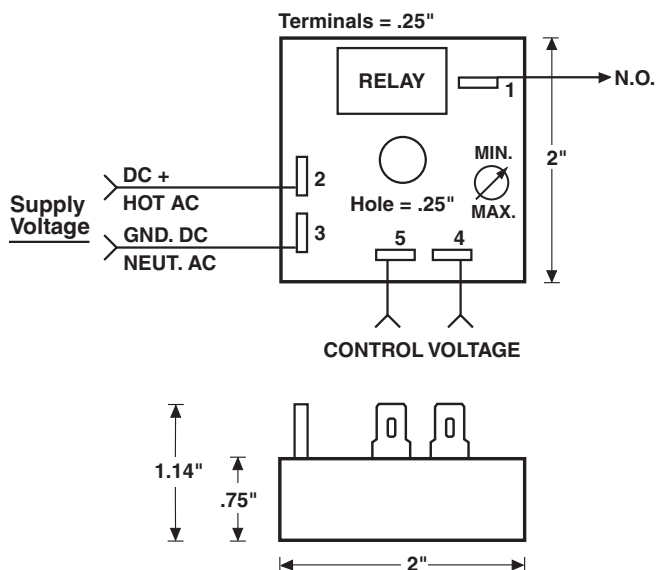 Terminals = .25"
RELAY
1
N.O.
MIN.
2"
DC +
2
HOT AC
Supply
Voltage
Hole = .25"
MAX.
GND. DC
3
NEUT. AC
5
4
CONTROL VOLTAGE
1.14"
.75"
2"